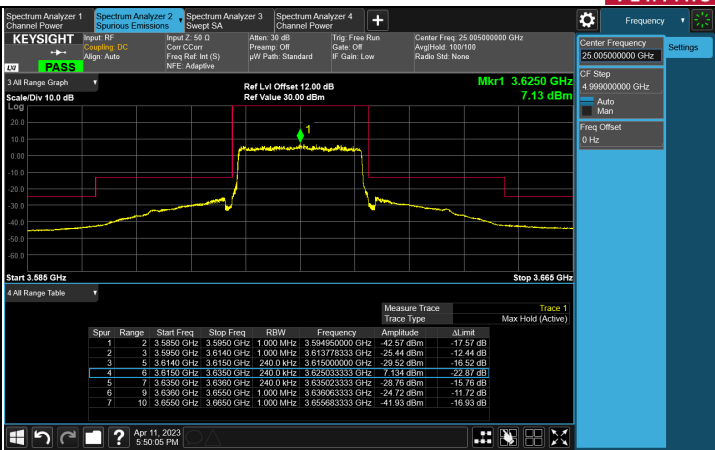 Spectrum Analyzer 1
Channel Power
Spectrum Analyzer 2
Spurious Emissions
Spectrum Analyzer 3
Swept SA
Spectrum Analyzer 4
Channel Power
+
Frequency
KEYSIGHT
Input: RF
Coupling: DC
Align: Auto
Input Z: 50 Ω
Corr CCorr
Freq Ref: Int (S)
NFE: Adaptive
Atten: 30 dB
Preamp: Off
µW Path: Standard
Trig: Free Run
Gate: Off
IF Gain: Low
Center Freq: 25.005000000 GHz
Avg|Hold: 100/100
Radio Std: None
PASS
Center Frequency
25.005000000 GHz
Settings
CF Step
4.999000000 GHz
Auto
Man
Freq Offset
0 Hz
3 All Range Graph
Scale/Div 10.0 dB
Ref Lvl Offset 12.00 dB
Ref Value 30.00 dBm
Mkr1 3.6250 GHz
7.13 dBm
Log
20.0
10.0
0.00
-10.0
-20.0
-30.0
-40.0
-50.0
-60.0
1
Start 3.585 GHz
Stop 3.665 GHz
4 All Range Table
Measure Trace Trace 1
Trace Type Max Hold (Active)
Spur Range Start Freq Stop Freq RBW Frequency Amplitude ΔLimit
1 2 3.5850 GHz 3.5950 GHz 1.000 MHz 3.594950000 GHz -42.57 dBm -17.57 dB
2 3 3.5950 GHz 3.6140 GHz 1.000 MHz 3.613778333 GHz -25.44 dBm -12.44 dB
3 5 3.6140 GHz 3.6150 GHz 240.0 kHz 3.615000000 GHz -29.52 dBm -16.52 dB
4 6 3.6150 GHz 3.6350 GHz 240.0 kHz 3.625033333 GHz 7.134 dBm -22.87 dB
5 7 3.6350 GHz 3.6360 GHz 240.0 kHz 3.635023333 GHz -28.76 dBm -15.76 dB
6 9 3.6360 GHz 3.6550 GHz 1.000 MHz 3.636063333 GHz -24.72 dBm -11.72 dB
7 10 3.6550 GHz 3.6650 GHz 1.000 MHz 3.655683333 GHz -41.93 dBm -16.93 dB
?
Apr 11, 2023
5:50:05 PM